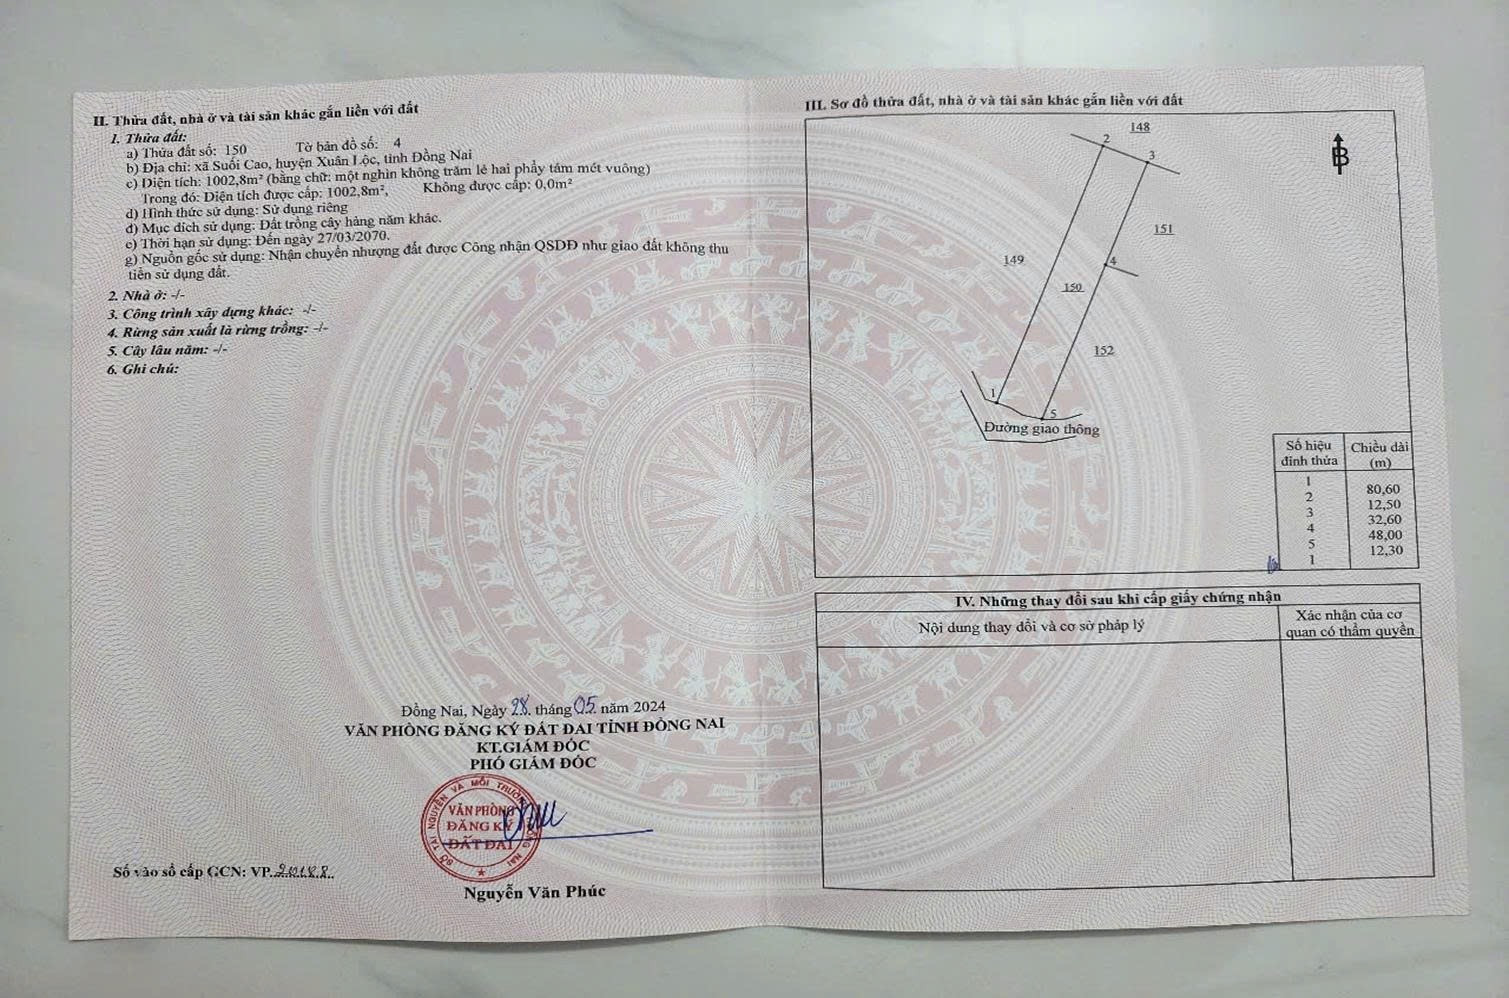 II. Thửa đất, nhà ở và tài sản khác gắn liền với đất
1. Thửa đất:
a) Thửa đất số: 150 Tờ bản đồ số: 4
b) Địa chỉ: xã Suối Cao, huyện Xuân Lộc, tỉnh Đồng Nai
c) Diện tích: 1002,8m² (bằng chữ: một nghìn không trăm lẻ hai phẩy tám mét vuông)
Trong đó: Diện tích được cấp: 1002,8m², Không được cấp: 0,0m²
d) Hình thức sử dụng: Sử dụng riêng
đ) Mục đích sử dụng: Đất trồng cây hàng năm khác.
e) Thời hạn sử dụng: Đến ngày 27/03/2070.
g) Nguồn gốc sử dụng: Nhận chuyển nhượng đất được Công nhận QSDĐ như giao đất không thu
tiền sử dụng đất.
2. Nhà ở: -/-
3. Công trình xây dựng khác: -/-
4. Rừng sản xuất là rừng trồng: -/-
5. Cây lâu năm: -/-
6. Ghi chú:
Đồng Nai, Ngày 28 tháng 05 năm 2024
VĂN PHÒNG ĐĂNG KÝ ĐẤT ĐAI TỈNH ĐỒNG NAI
KT.GIÁM ĐỐC
PHÓ GIÁM ĐỐC
VĂN PHÒNG
ĐĂNG KÝ
ĐẤT ĐAI
Nguyễn Văn Phúc
Số vào sổ cấp GCN: VP.20188
III. Sơ đồ thửa đất, nhà ở và tài sản khác gắn liền với đất
148
2
3
B
151
149
4
150
152
1
5
Đường giao thông
Số hiệu Chiều dài
đỉnh thửa (m)
1
80,60
2
12,50
3
32,60
4
48,00
5
12,30
1
IV. Những thay đổi sau khi cấp giấy chứng nhận
Nội dung thay đổi và cơ sở pháp lý
Xác nhận của cơ
quan có thẩm quyền